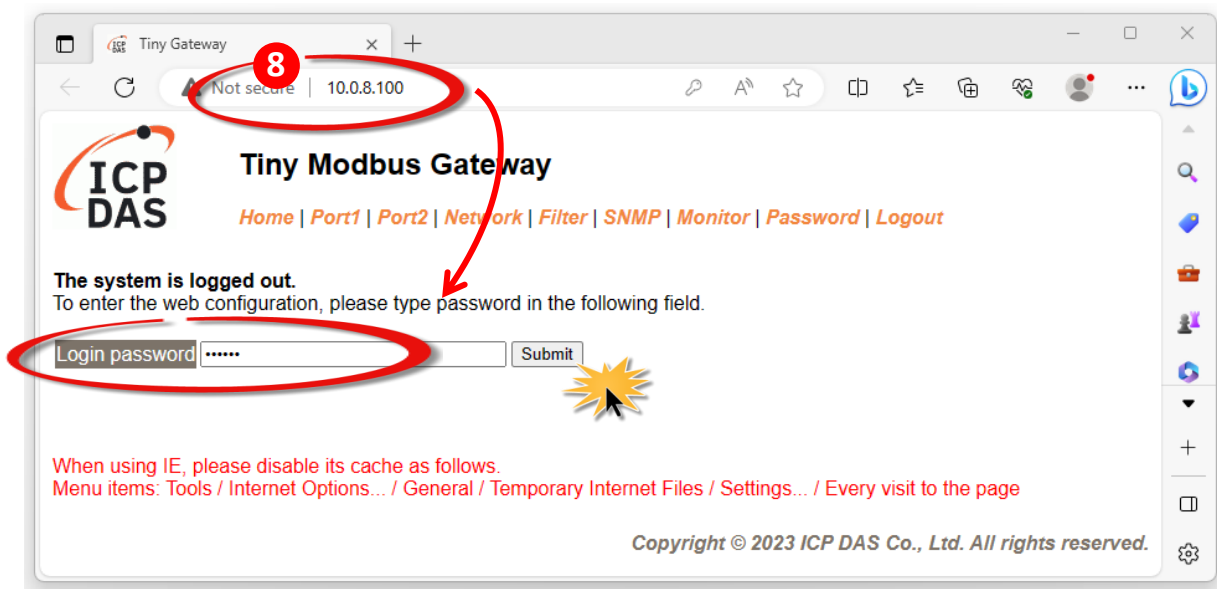 Tiny Gateway
8
Not secure | 10.0.8.100
ICP
DAS
Tiny Modbus Gateway
Home | Port1 | Port2 | Network | Filter | SNMP | Monitor | Password | Logout
The system is logged out.
To enter the web configuration, please type password in the following field.
Login password •••••• Submit
When using IE, please disable its cache as follows.
Menu items: Tools / Internet Options... / General / Temporary Internet Files / Settings... / Every visit to the page
Copyright © 2023 ICP DAS Co., Ltd. All rights reserved.